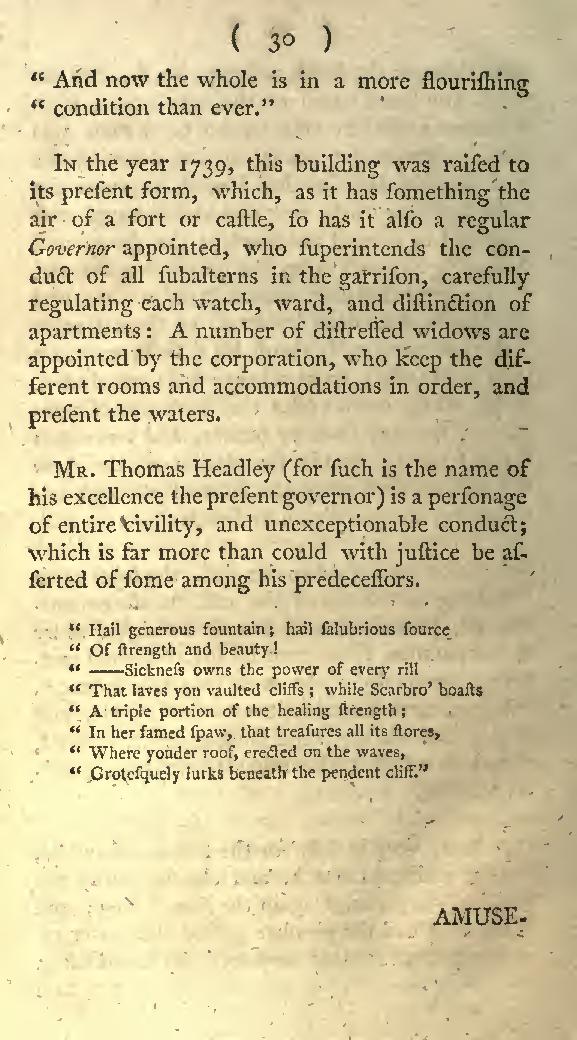 ( 30 )
“ And now the whole is in a more flouriſhing
“ condition than ever.”
In the year 1739, this building was raiſed to
its preſent form, which, as it has ſomething the
air of a fort or caſtle, ſo has it alſo a regular
Governor appointed, who ſuperintends the con-
duct of all ſubalterns in the garriſon, carefully
regulating each watch, ward, and diſtinction of
apartments: A number of diſtreſſed widows are
appointed by the corporation, who keep the dif-
ferent rooms and accommodations in order, and
preſent the waters.
Mr. Thomas Headley (for ſuch is the name of
his excellence the preſent governor) is a perſonage
of entire civility, and unexceptionable conduct;
which is far more than could with juſtice be aſ-
ſerted of ſome among his predeceſſors.
“ Hail generous fountain; hail ſalubrious ſource
“ Of ſtrength and beauty!
“ ——Sickneſs owns the power of every rill
“ That laves yon vaulted cliffs; while Scarbro’ boaſts
“ A triple portion of the healing ſtrength;
“ In her famed ſpaw, that treaſures all its ſtores,
“ Where yonder roof, erected on the waves,
“ Groteſquely lurks beneath the pendent cliff.”
AMUSE-